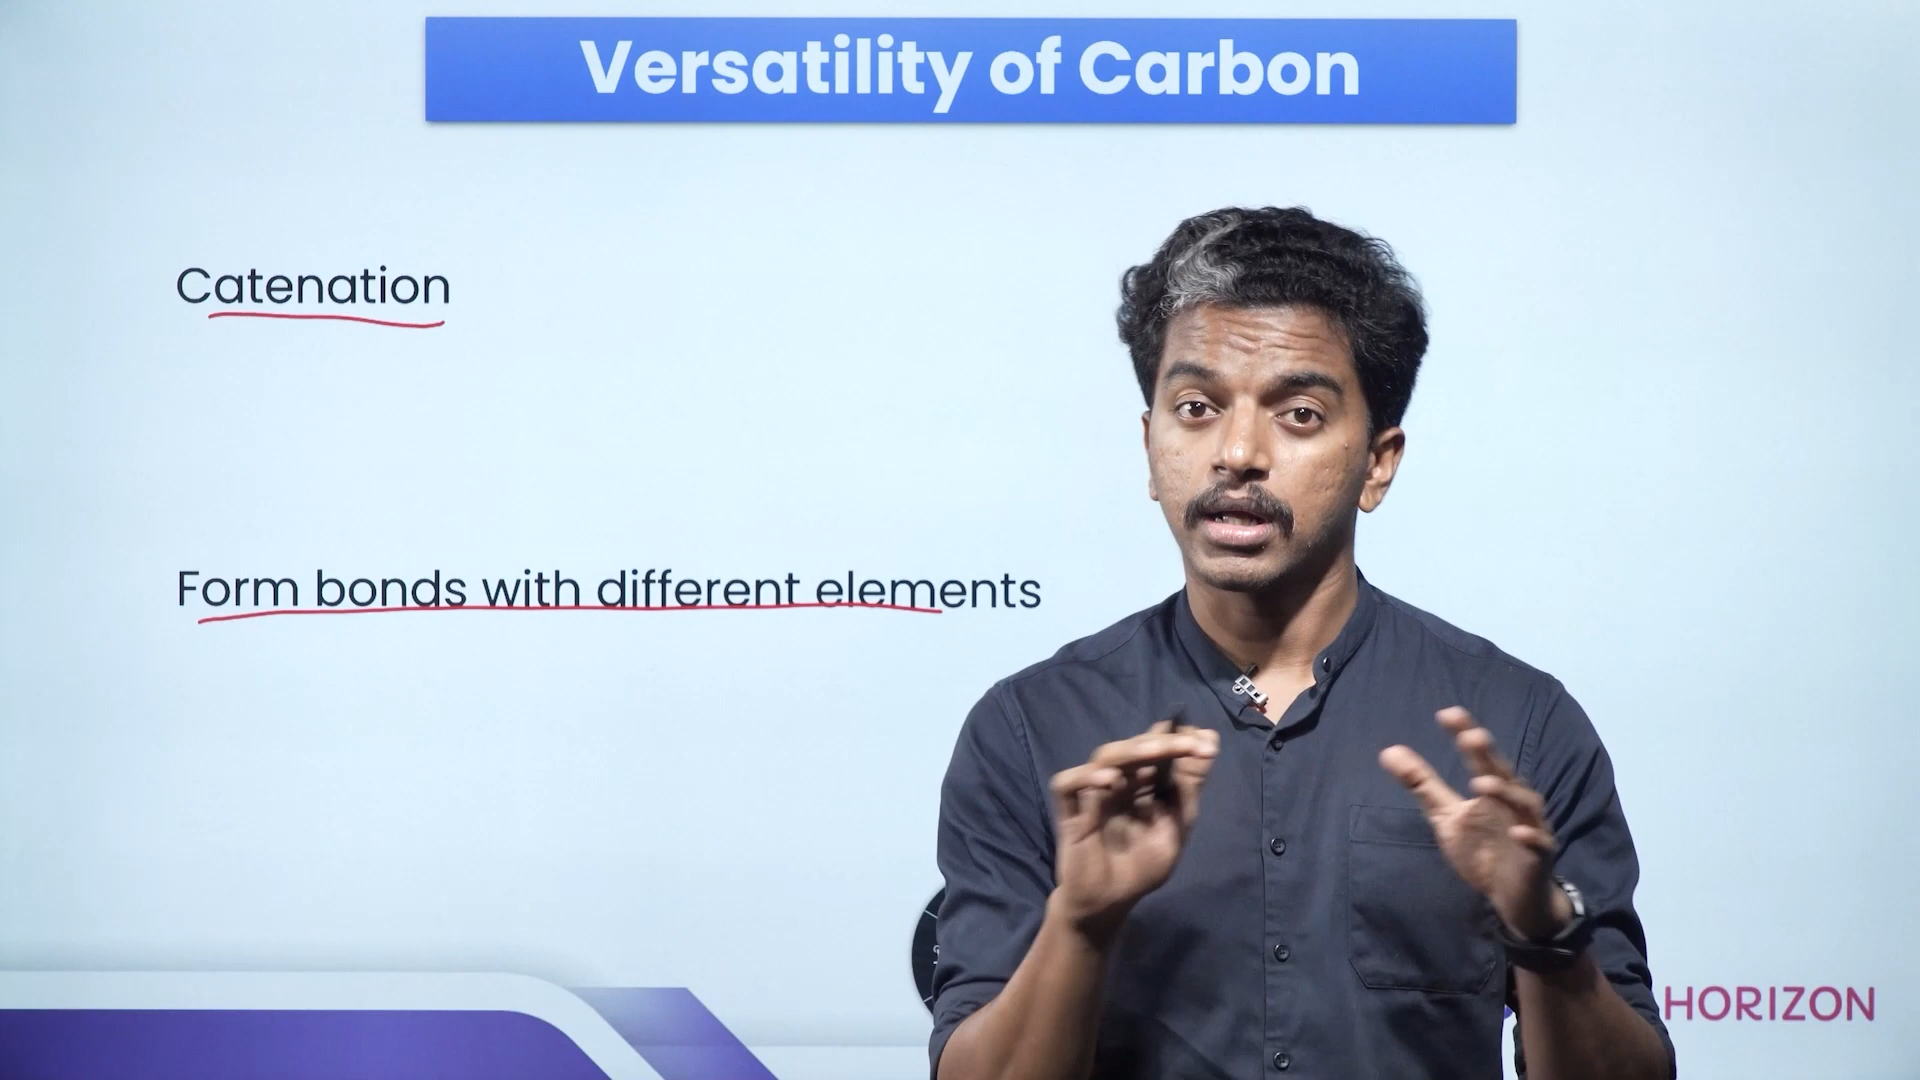 Versatility of Carbon
Catenation
Form bonds with different elements
HORIZON